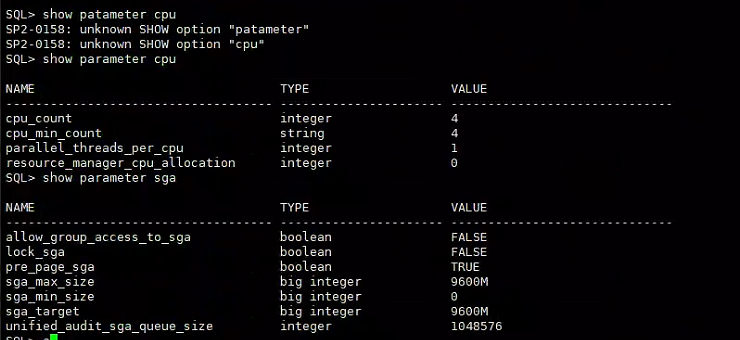 SQL> show patameter cpu
SP2-0158: unknown SHOW option "patameter"
SP2-0158: unknown SHOW option "cpu"
SQL> show parameter cpu
NAME TYPE VALUE
------------------------------------ ---------------------- ------------------------------
cpu_count integer 4
cpu_min_count string 4
parallel_threads_per_cpu integer 1
resource_manager_cpu_allocation integer 0
SQL> show parameter sga
NAME TYPE VALUE
------------------------------------ ---------------------- ------------------------------
allow_group_access_to_sga boolean FALSE
lock_sga boolean FALSE
pre_page_sga boolean TRUE
sga_max_size big integer 9600M
sga_min_size big integer 0
sga_target big integer 9600M
unified_audit_sga_queue_size integer 1048576
SQL>